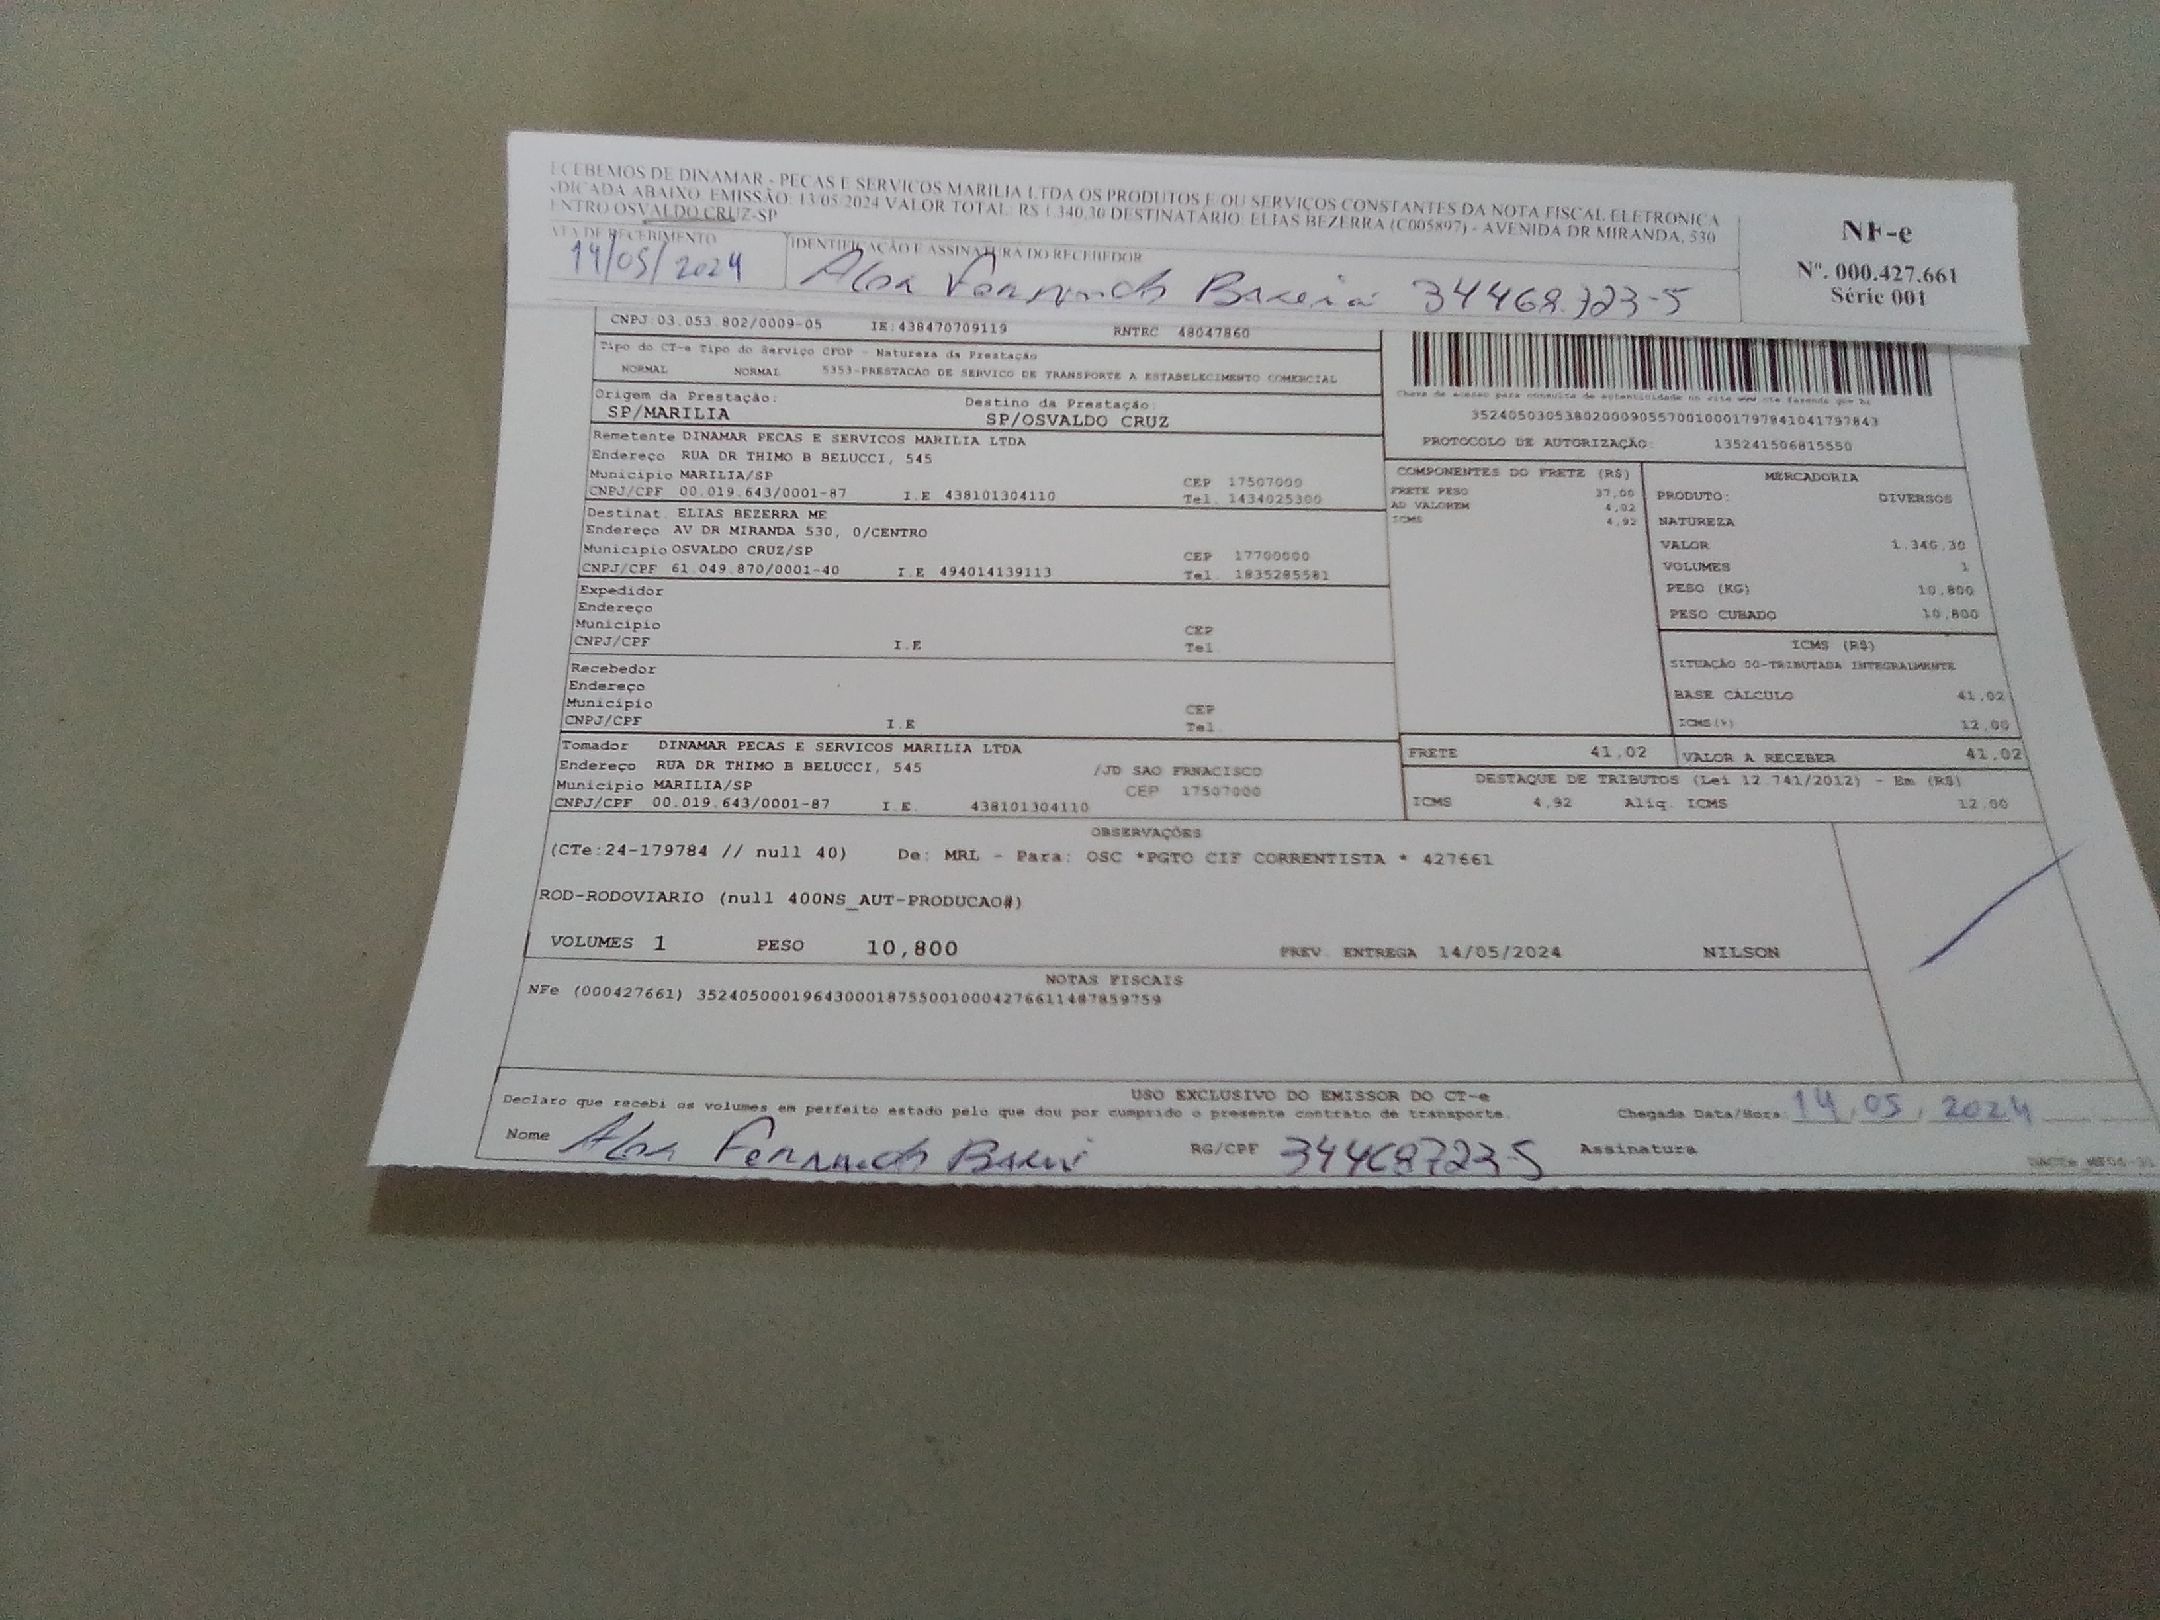 ECEBEMOS DE DINAMAR - PECAS E SERVICOS MARILIA LTDA OS PRODUTOS E/OU SERVIÇOS CONSTANTES DA NOTA FISCAL ELETRONICA
DICADA ABAIXO. EMISSÃO: 13/05/2024 VALOR TOTAL: R$ 1.340,30 DESTINATARIO: ELIAS BEZERRA (C005897) - AVENIDA DR MIRANDA, 530
ENTRO OSVALDO CRUZ-SP
NF-e
Nº. 000.427.661
Série 001
ATA DE RECEBIMENTO
IDENTIFICAÇÃO E ASSINATURA DO RECEBEDOR
14/05/2024
34468723-5
CNPJ:03.053.802/0009-05 IE:438470709119 RNTRC 48047860
Tipo do CT-e Tipo do Serviço CFOP - Natureza da Prestação
NORMAL NORMAL 5353-PRESTACAO DE SERVICO DE TRANSPORTE A ESTABELECIMENTO COMERCIAL
Chave de acesso para consulta de autenticidade no site www.cte.fazenda.gov.br
Origem da Prestação: Destino da Prestação:
SP/MARILIA SP/OSVALDO CRUZ
35240503053802000905570010001797841041797843
PROTOCOLO DE AUTORIZAÇÃO: 135241506815550
Remetente DINAMAR PECAS E SERVICOS MARILIA LTDA
Endereço RUA DR THIMO B BELUCCI, 545
Municipio MARILIA/SP CEP 17507000
CNPJ/CPF 00.019.643/0001-87 I.E 438101304110 Tel. 1434025300
Destinat. ELIAS BEZERRA ME
Endereço AV DR MIRANDA 530, 0/CENTRO
Municipio OSVALDO CRUZ/SP CEP 17700000
CNPJ/CPF 61.049.870/0001-40 I.E 494014139113 Tel. 1835285581
Expedidor
Endereço
Municipio CEP
CNPJ/CPF I.E Tel.
Recebedor
Endereço
Municipio CEP
CNPJ/CPF I.E Tel.
Tomador DINAMAR PECAS E SERVICOS MARILIA LTDA
Endereço RUA DR THIMO B BELUCCI, 545 /JD SAO FRNACISCO
Municipio MARILIA/SP CEP 17507000
CNPJ/CPF 00.019.643/0001-87 I.E. 438101304110
COMPONENTES DO FRETE (R$)
FRETE PESO 37,00
AD VALOREM 4,02
ICMS 4,92
MERCADORIA
PRODUTO: DIVERSOS
NATUREZA
VALOR 1.340,30
VOLUMES 1
PESO (KG) 10,800
PESO CUBADO 10,800
ICMS (R$)
SITUAÇÃO 00-TRIBUTADA INTEGRALMENTE
BASE CÁLCULO 41,02
ICMS(%) 12,00
FRETE 41,02 VALOR A RECEBER 41,02
DESTAQUE DE TRIBUTOS (Lei 12.741/2012) - Em (R$)
ICMS 4,92 Aliq. ICMS 12,00
OBSERVAÇÕES
(CTe:24-179784 // null 40) De: MRL - Para: OSC *PGTO CIF CORRENTISTA * 427661
ROD-RODOVIARIO (null 400NS_AUT-PRODUCAO#)
VOLUMES 1 PESO 10,800 PREV. ENTREGA 14/05/2024 NILSON
NOTAS FISCAIS
NFe (000427661) 35240500019643000187550010004276611487859759
USO EXCLUSIVO DO EMISSOR DO CT-e
Declaro que recebi os volumes em perfeito estado pelo que dou por cumprido o presente contrato de transporte.
Chegada Data/Hora: 14/05/2024
Nome RG/CPF 344687235 Assinatura